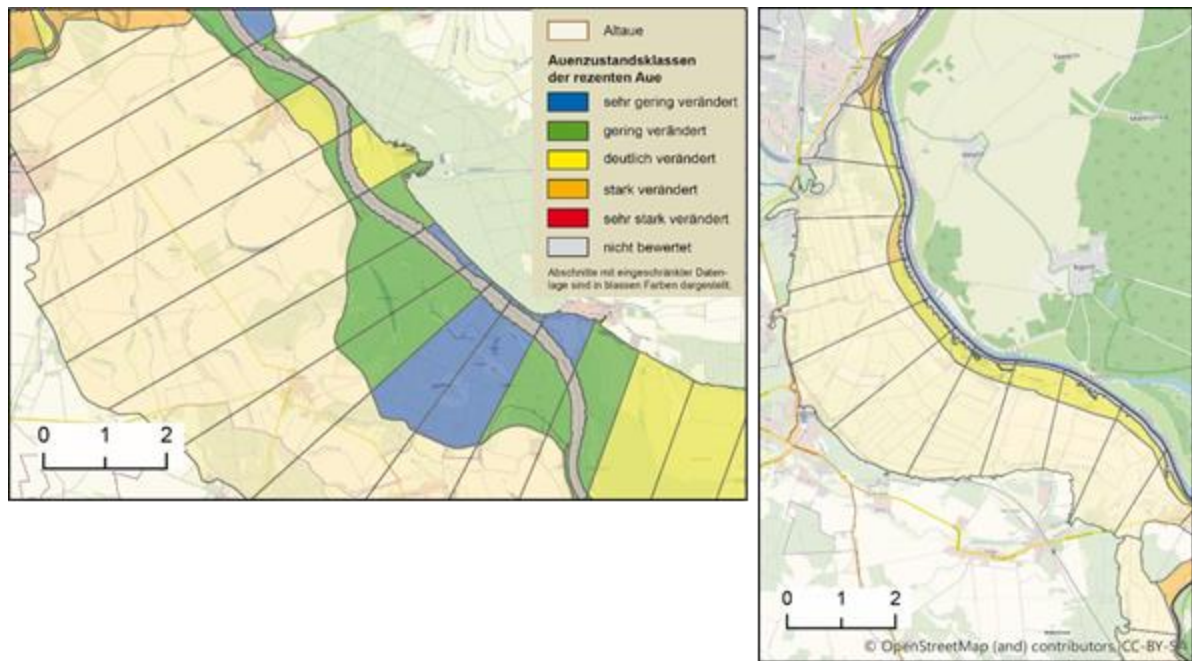 Altaue
Auenzustandsklassen
der rezenten Aue
sehr gering verändert
gering verändert
deutlich verändert
stark verändert
sehr stark verändert
nicht bewertet
Abschnitte mit eingeschränkter Daten-
lage sind in blassen Farben dargestellt.
0 1 2
0 1 2
© OpenStreetMap (and) contributors, CC-BY-SA